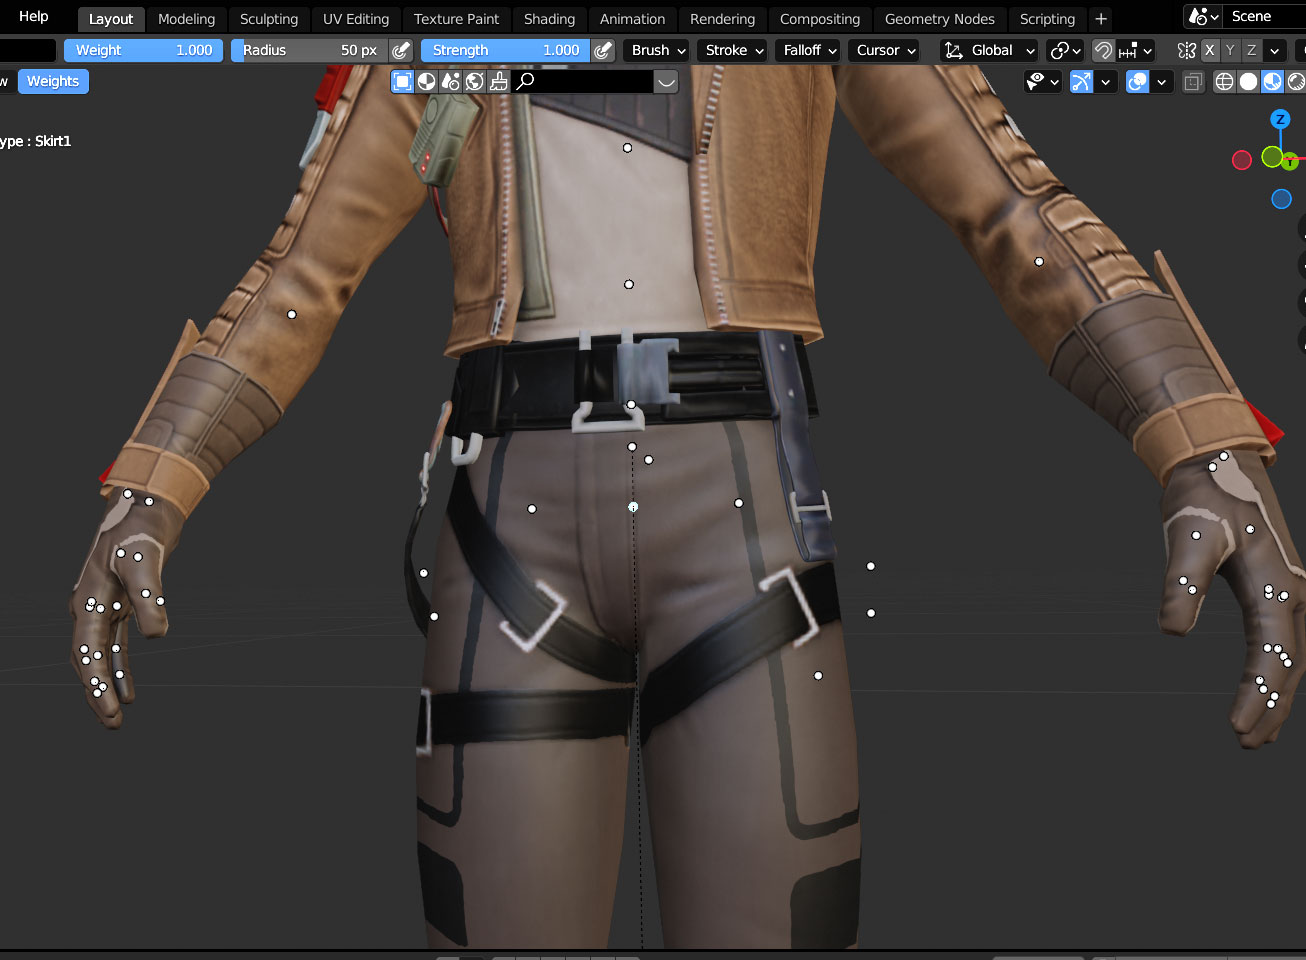 Help Layout Modeling Sculpting UV Editing Texture Paint Shading Animation Rendering Compositing Geometry Nodes Scripting + Scene
Weight 1.000 Radius 50 px Strength 1.000 Brush Stroke Falloff Cursor Global X Y Z
w Weights
Z
ype : Skirt1
Y